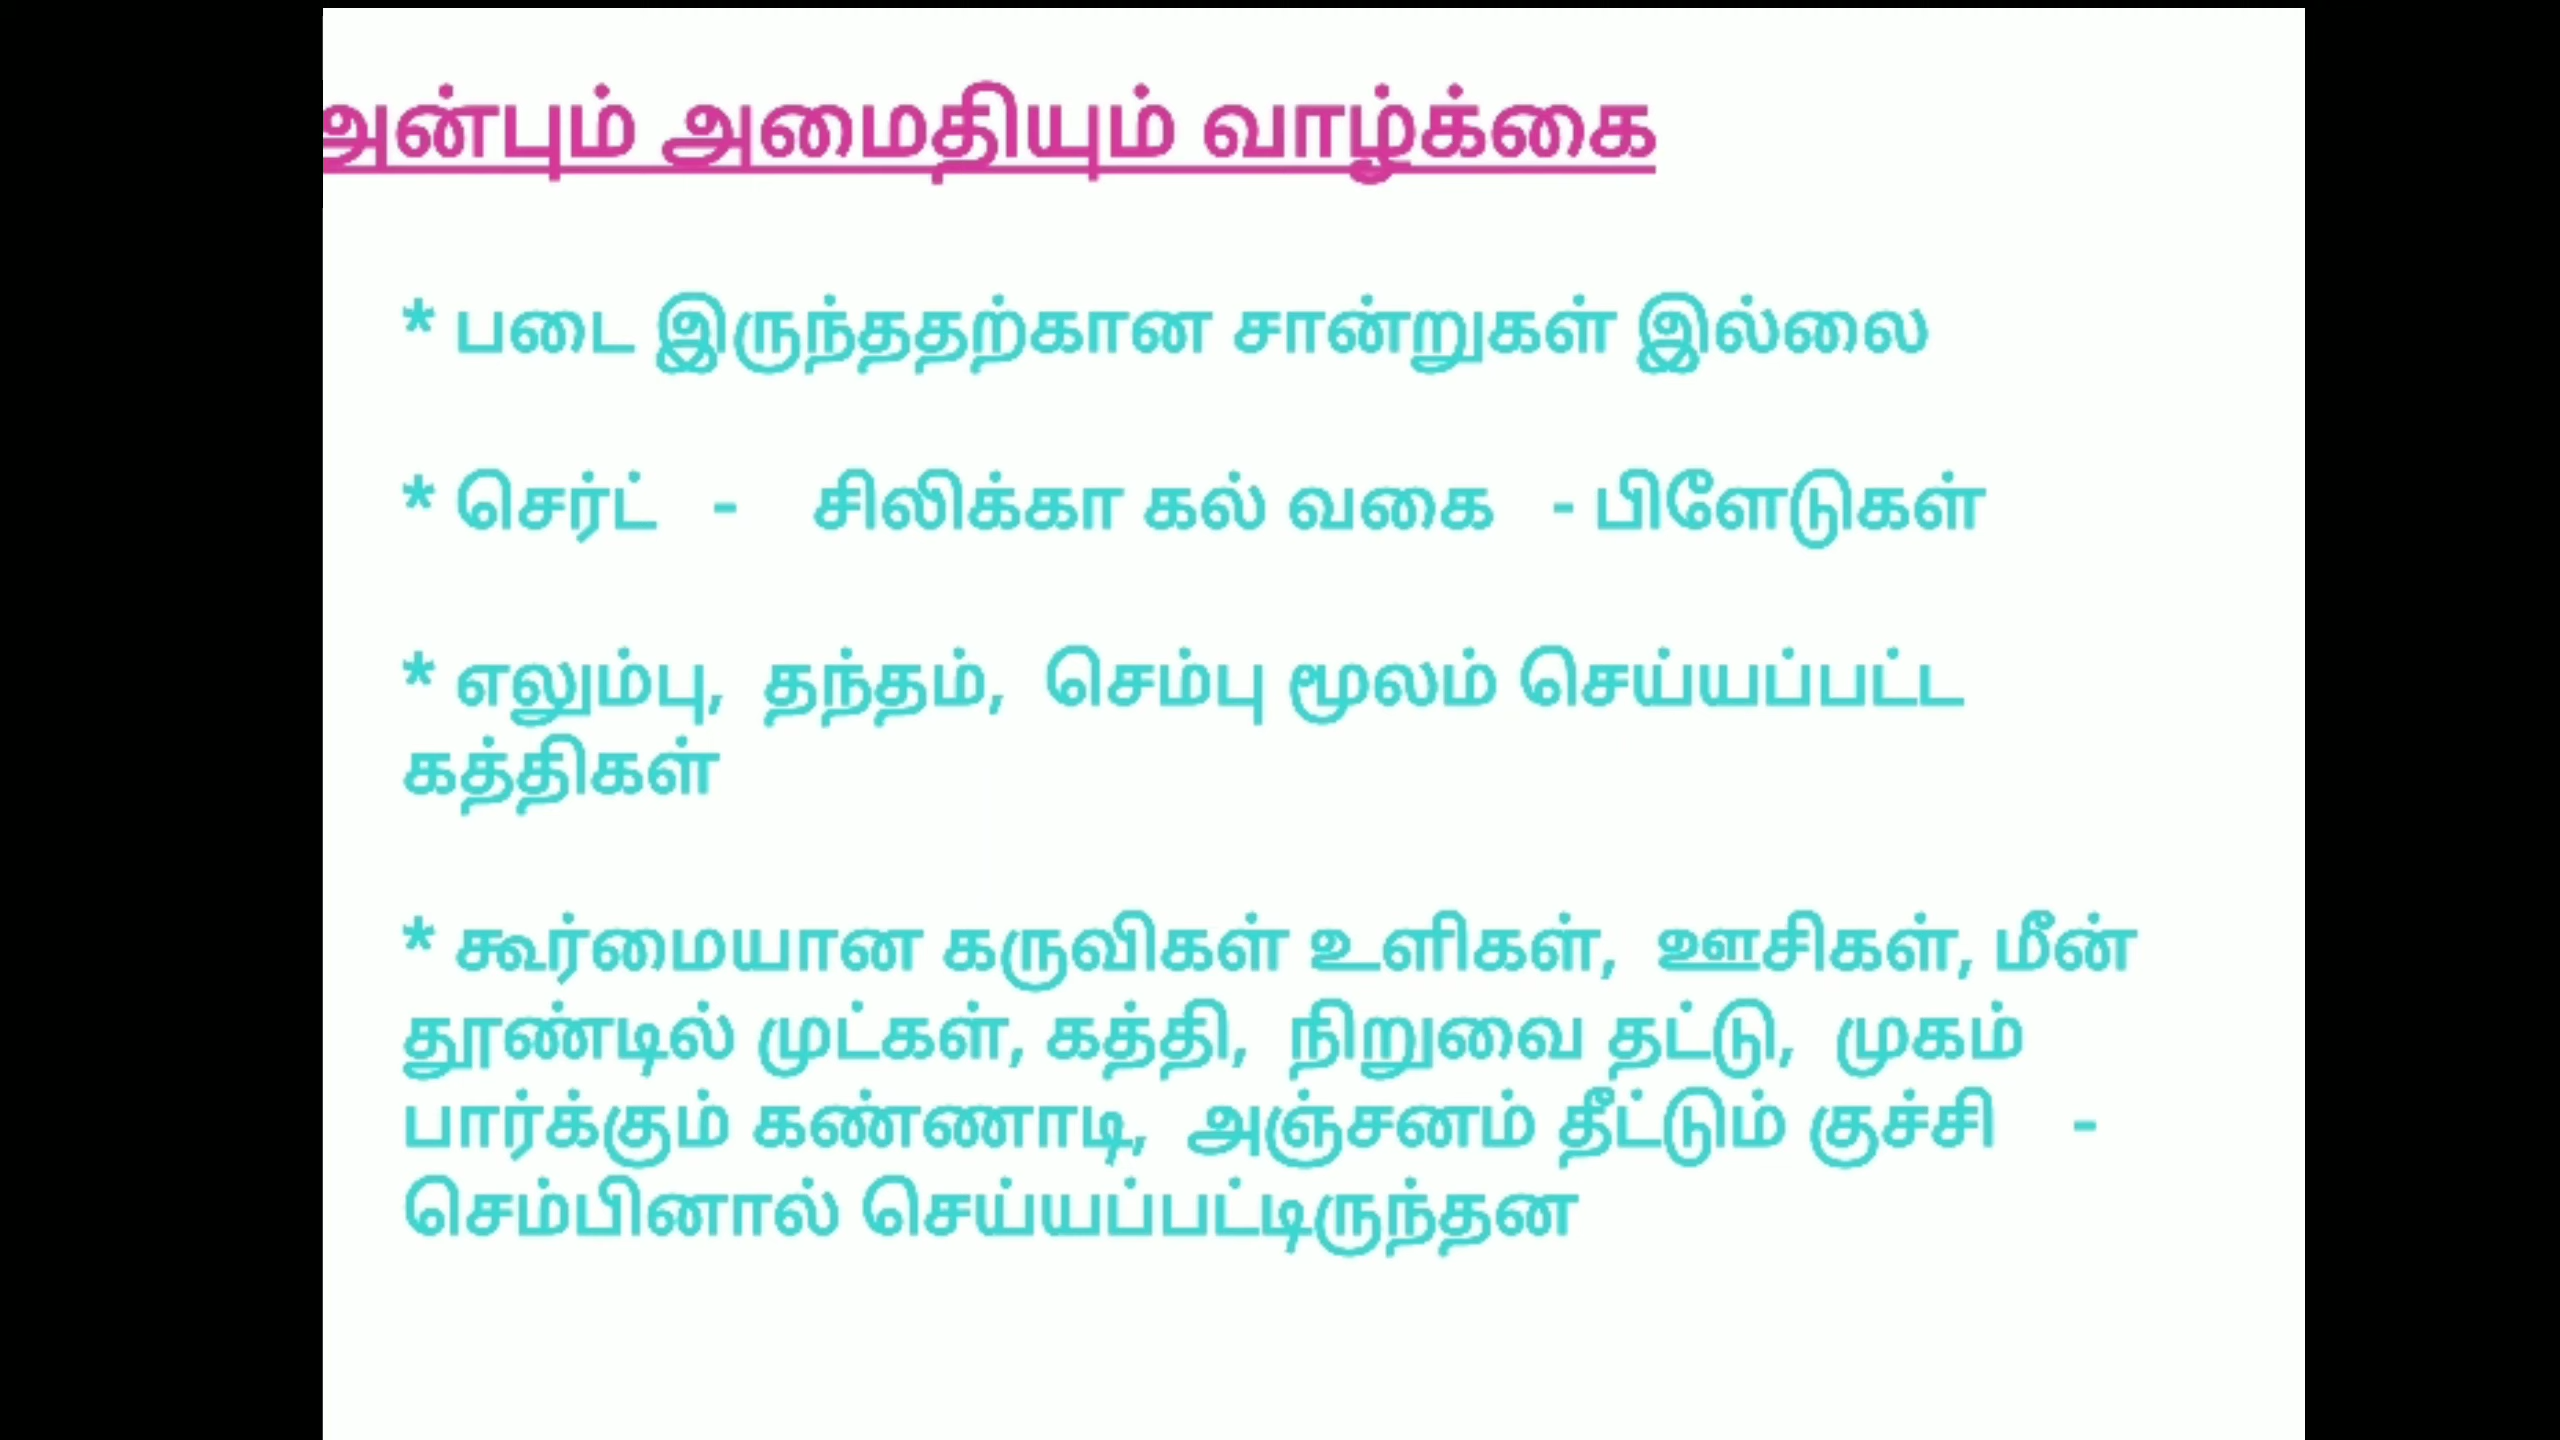 அன்பும் அமைதியும் வாழ்க்கை
* படை இருந்ததற்கான சான்றுகள் இல்லை
* செர்ட் - சிலிக்கா கல் வகை - பிளேடுகள்
* எலும்பு, தந்தம், செம்பு மூலம் செய்யப்பட்ட
கத்திகள்
* கூர்மையான கருவிகள் உளிகள், ஊசிகள், மீன்
தூண்டில் முட்கள், கத்தி, நிறுவை தட்டு, முகம்
பார்க்கும் கண்ணாடி, அஞ்சனம் தீட்டும் குச்சி -
செம்பினால் செய்யப்பட்டிருந்தன